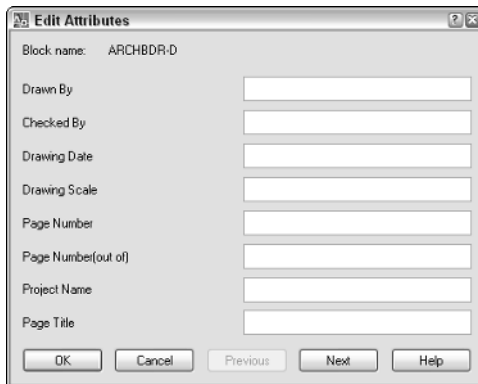 Edit Attributes
Block name: ARCHBDR-D
Drawn By
Checked By
Drawing Date
Drawing Scale
Page Number
Page Number(out of)
Project Name
Page Title
OK Cancel Previous Next Help